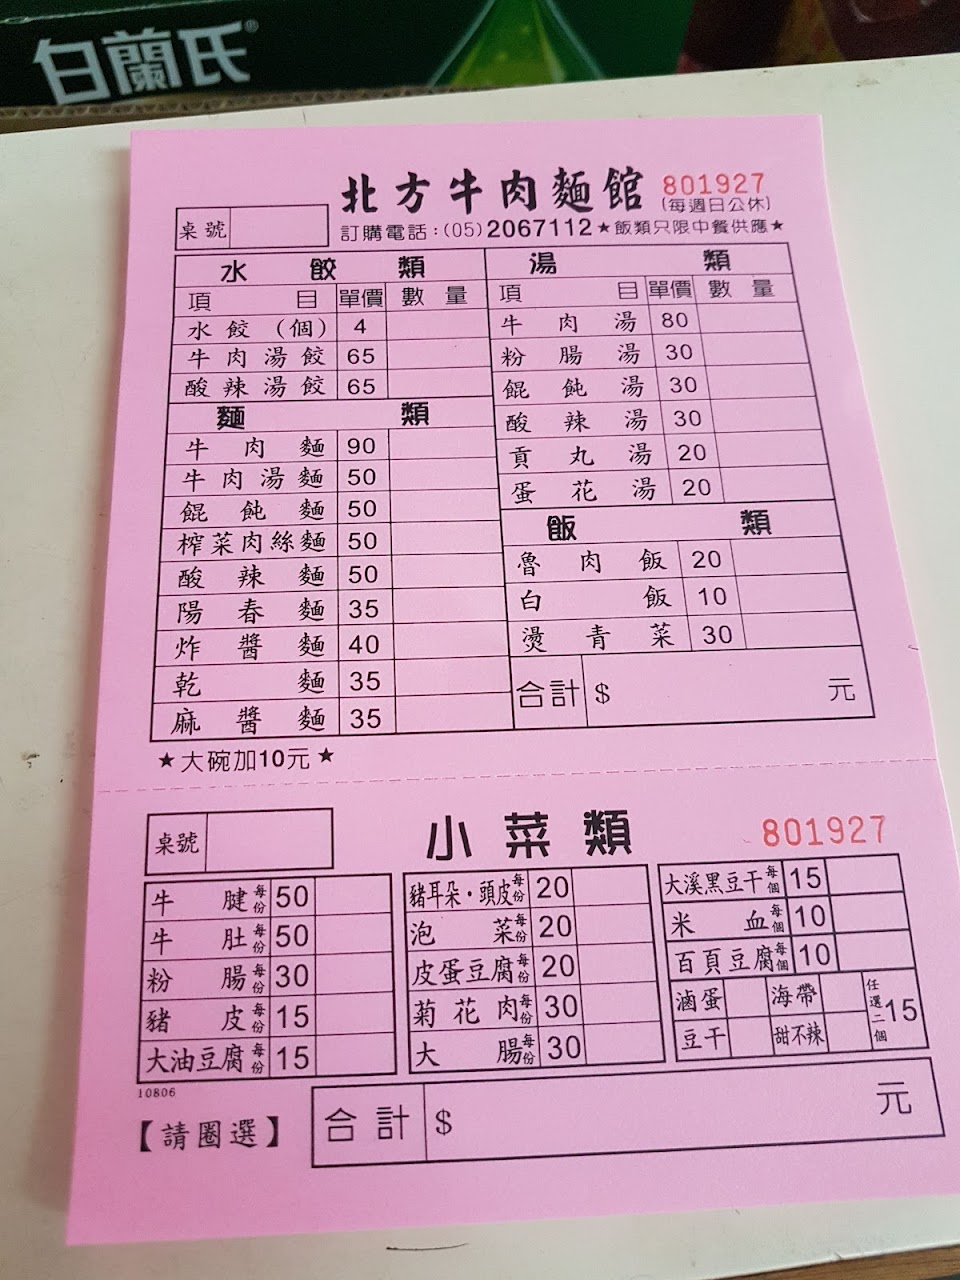 白蘭氏®
北方牛肉麵館 801927
(每週日公休)
桌號
訂購電話:(05)2067112 ★飯類只限中餐供應★
水餃類
項目 單價 數量
水餃(個) 4
牛肉湯餃 65
酸辣湯餃 65
麵類
牛肉麵 90
牛肉湯麵 50
餛飩麵 50
榨菜肉絲麵 50
酸辣麵 50
陽春麵 35
炸醬麵 40
乾麵 35
麻醬麵 35
★大碗加10元★
湯類
項目 單價 數量
牛肉湯 80
粉腸湯 30
餛飩湯 30
酸辣湯 30
貢丸湯 20
蛋花湯 20
飯類
魯肉飯 20
白飯 10
燙青菜 30
合計 $ 元
桌號
小菜類 801927
牛腱每份 50
牛肚每份 50
粉腸每份 30
豬皮每份 15
大油豆腐每份 15
豬耳朵・頭皮每份 20
泡菜每份 20
皮蛋豆腐每份 20
菊花肉每份 30
大腸每份 30
大溪黑豆干每個 15
米血每個 10
百頁豆腐每個 10
滷蛋 海帶
豆干 甜不辣
任選二個 15
10806
【請圈選】
合計 $ 元